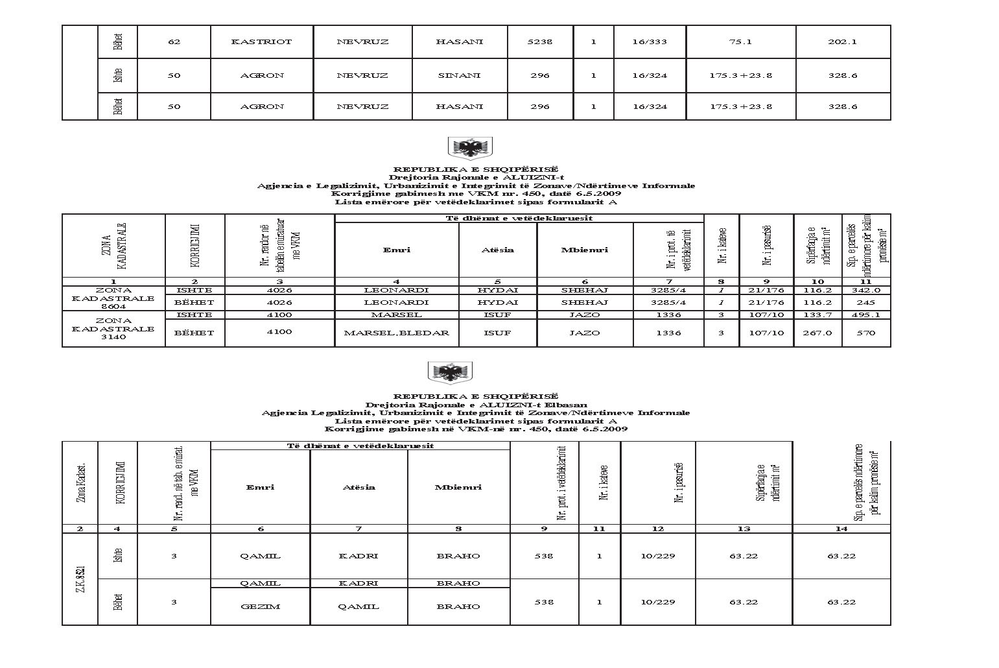 Bëhet 62 KASTRIOT NEVRUZ HASANI 5238 1 16/333 75.1 202.1
Ishte 50 AGRON NEVRUZ SINANI 296 1 16/324 175.3+23.8 328.6
Bëhet 50 AGRON NEVRUZ HASANI 296 1 16/324 175.3+23.8 328.6
REPUBLIKA E SHQIPËRISË
Drejtoria Rajonale e ALUIZNI-t
Agjencia e Legalizimit, Urbanizimit e Integrimit të Zonave/Ndërtimeve Informale
Korrigjime gabimesh me VKM nr. 450, datë 6.5.2009
Lista emërore për vetëdeklarimet sipas formularit A
ZONA
KADASTRALE
KORRIGJIMI
Nr. rendor në
tabelën e miratuar
me VKM
Të dhënat e vetëdeklaruesit
Emri
Atësia
Mbiemri
Nr. i prot. të
vetëdeklarimit
Nr. i kateve
Nr. i pasurisë
Sipërfaqja e
ndërtimit m²
Sip. e parcelës
ndërtimore për kalim
pronësie m²
1 2 3 4 5 6 7 8 9 10 11
ZONA
KADASTRALE
8604
ISHTE 4026 LEONARDI HYDAI SHEHAJ 3285/4 1 21/176 116.2 342.0
BËHET 4026 LEONARDI HYDAI SHEHAJ 3285/4 1 21/176 116.2 245
ZONA
KADASTRALE
3140
ISHTE 4100 MARSEL ISUF JAZO 1336 3 107/10 133.7 495.1
BËHET 4100 MARSEL,BLEDAR ISUF JAZO 1336 3 107/10 267.0 570
REPUBLIKA E SHQIPËRISË
Drejtoria Rajonale e ALUIZNI-t Elbasan
Agjencia Legalizimit, Urbanizimit e Integrimit të Zonave/Ndërtimeve Informale
Lista emërore për vetëdeklarimet sipas formularit A
Korrigjime gabimesh në VKM-në nr. 450, datë 6.5.2009
Zona Kadast.
KORRIGJIMI
Nr. rend. në tab. e mirat.
me VKM
Të dhënat e vetëdeklaruesit
Emri
Atësia
Mbiemri
Nr. prot. i vetëdeklarimit
Nr. i kateve
Nr. i pasurisë
Sipërfaqja e
ndërtimit m²
Sip. e parcelës ndërtimore
për kalim pronësie m²
2 4 5 6 7 8 9 11 12 13 14
Z.K.8521
Ishte 3 QAMIL KADRI BRAHO 538 1 10/229 63.22 63.22
QAMIL KADRI BRAHO
Bëhet 3 GEZIM QAMIL BRAHO 538 1 10/229 63.22 63.22